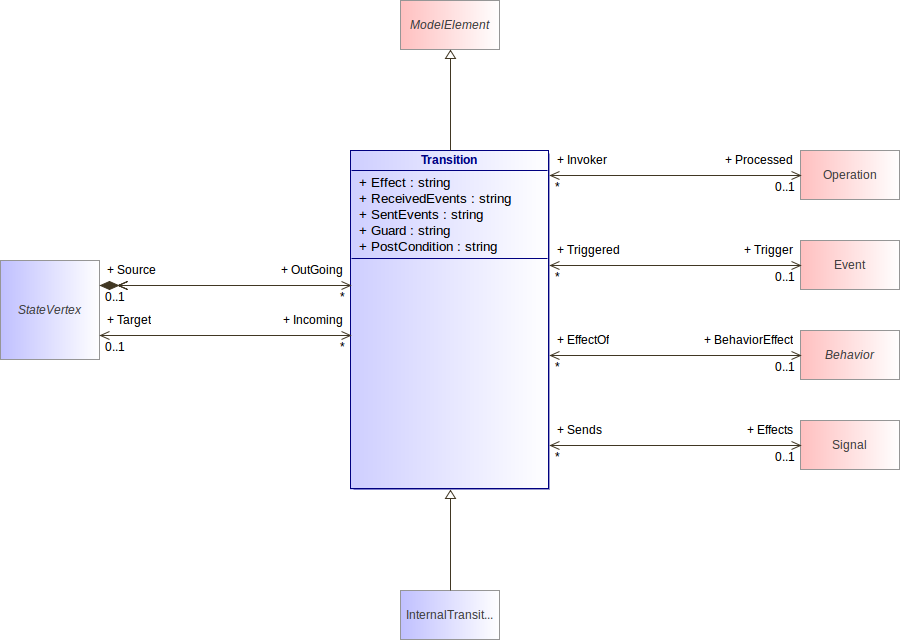 ModelElement
Transition
+ Effect : string
+ ReceivedEvents : string
+ SentEvents : string
+ Guard : string
+ PostCondition : string
+ Invoker
+ Processed
*
0..1
Operation
+ Triggered
+ Trigger
*
0..1
Event
StateVertex
+ Source
+ OutGoing
0..1
*
+ Target
+ Incoming
0..1
*
+ EffectOf
+ BehaviorEffect
*
0..1
Behavior
+ Sends
+ Effects
*
0..1
Signal
InternalTransit...